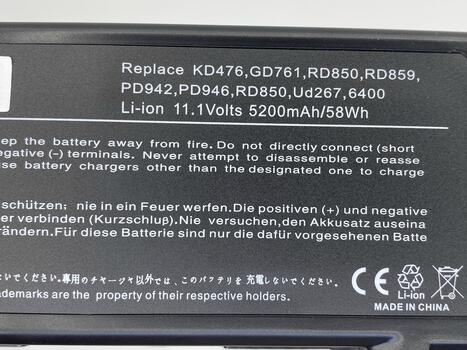 Replace KD476,GD761,RD850,RD859,
PD942,PD946,RD850,Ud267,6400
Li-ion 11.1Volts 5200mAh/58Wh
ep the battery away from fire. Do not directly connect (short
egative (-) terminals. Never attempt to disassemble or reasse
se battery chargers other than the designated one to charge
schützen: nie in ein Feuer werfen.Die positiven (+) und negative
er verbinden (Kurzschluβ). Nie versuchen,den Akkusatz auseina
rändern.Für diese Batterie sind nur die dafür vorgesehenen Batte
ないでください。専用のチャージャ以外では、このバッテリを充電しないでください。
ademarks are the property of their respective holders.
CE
Li-ion
MADE IN CHINA